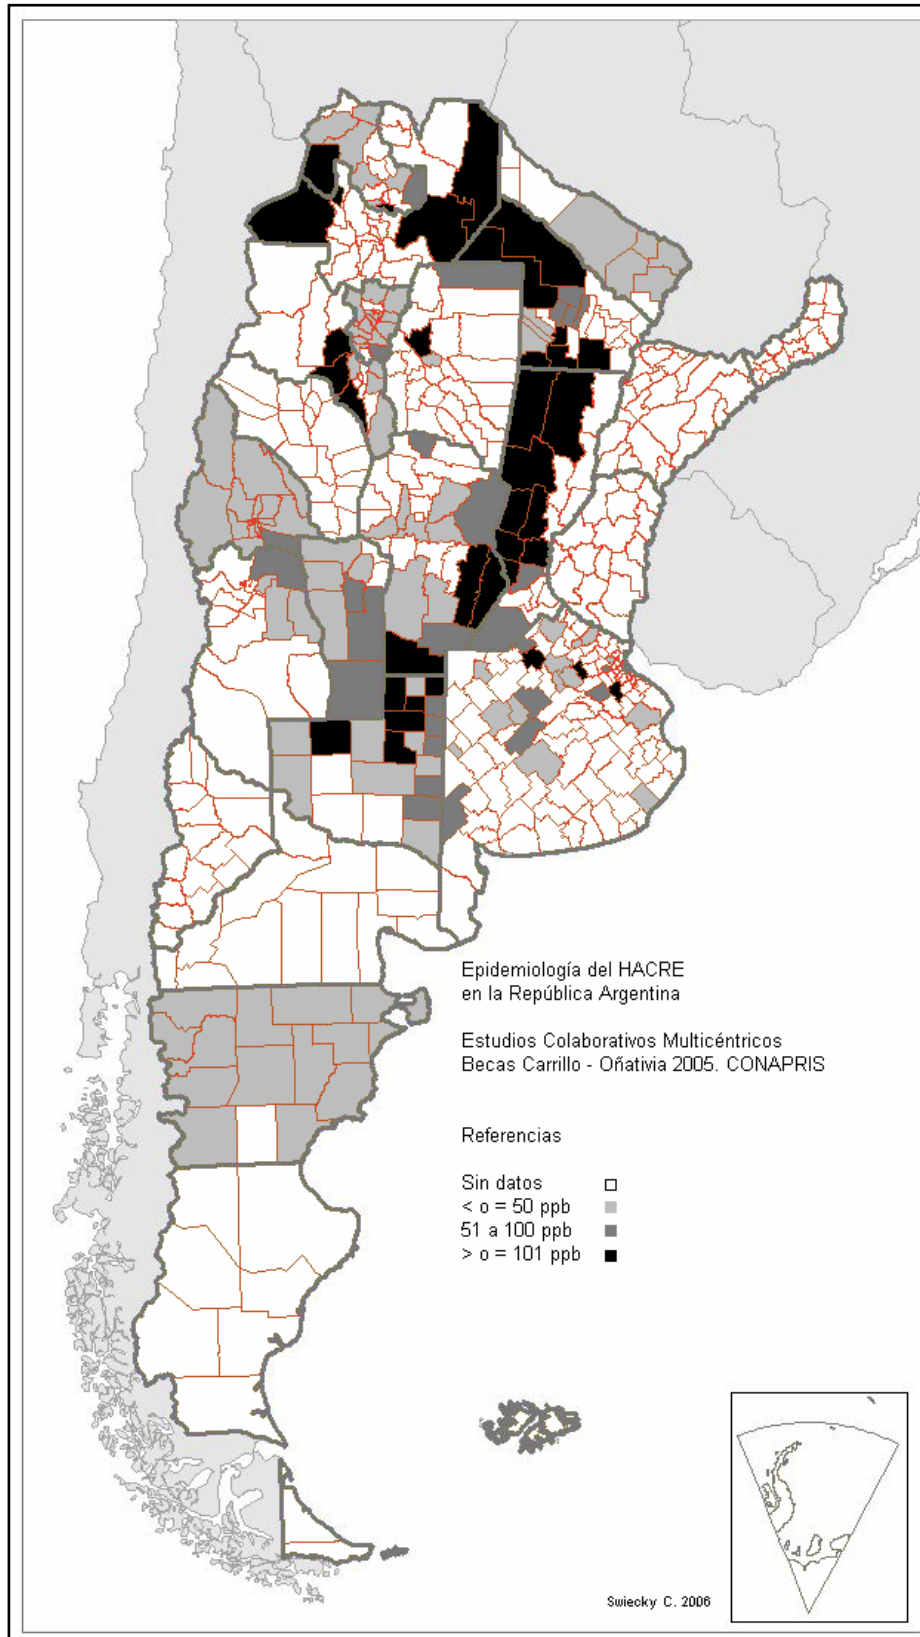 Epidemiología del HACRE
en la República Argentina
Estudios Colaborativos Multicéntricos
Becas Carrillo - Oñativia 2005. CONAPRIS
Referencias
Sin datos
< o = 50 ppb
51 a 100 ppb
> o = 101 ppb
Swiecky C. 2006